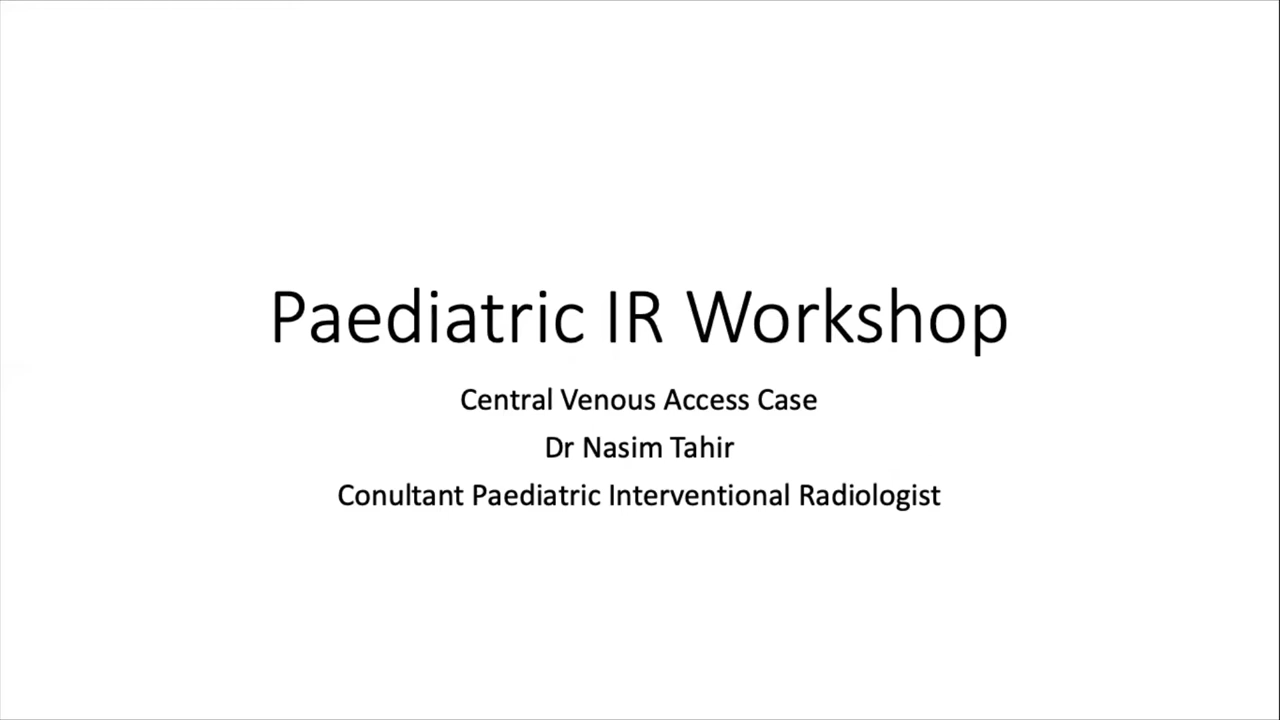 Paediatric IR Workshop
Central Venous Access Case
Dr Nasim Tahir
Conultant Paediatric Interventional Radiologist